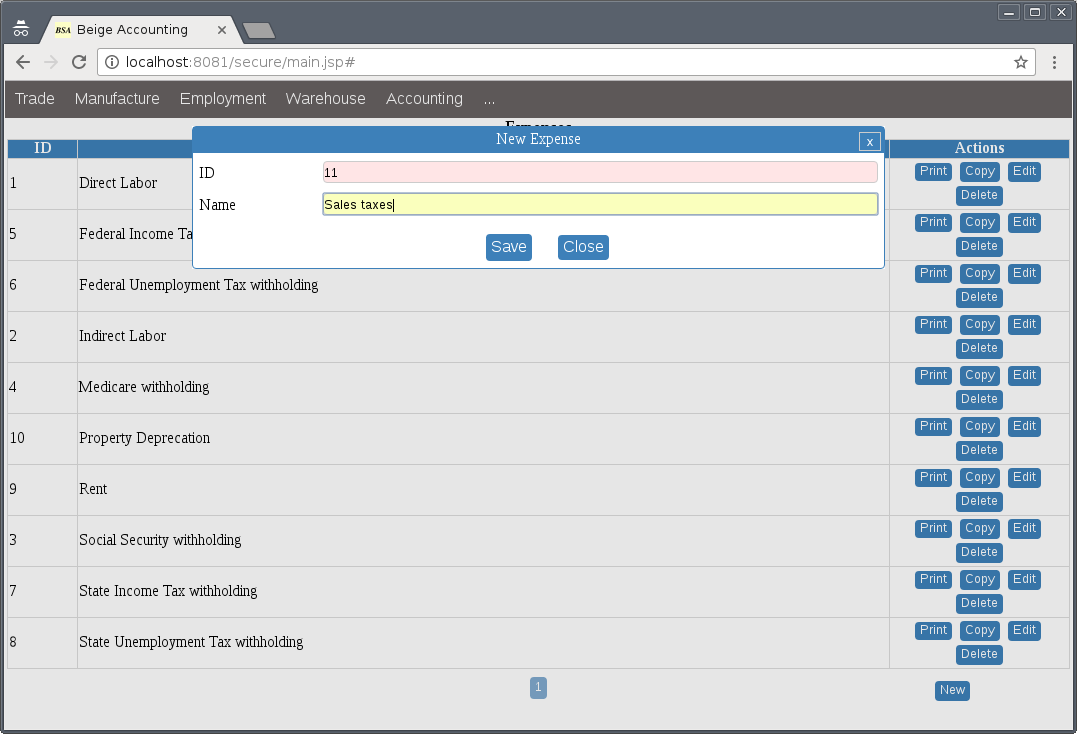 BSA Beige Accounting
localhost:8081/secure/main.jsp#
Trade Manufacture Employment Warehouse Accounting ...
Expenses
New Expense x
ID 11
Name Sales taxes
Save Close
ID Actions
1 Direct Labor Print Copy Edit
Delete
5 Federal Income Ta Print Copy Edit
Delete
6 Federal Unemployment Tax withholding Print Copy Edit
Delete
2 Indirect Labor Print Copy Edit
Delete
4 Medicare withholding Print Copy Edit
Delete
10 Property Deprecation Print Copy Edit
Delete
9 Rent Print Copy Edit
Delete
3 Social Security withholding Print Copy Edit
Delete
7 State Income Tax withholding Print Copy Edit
Delete
8 State Unemployment Tax withholding Print Copy Edit
Delete
1 New